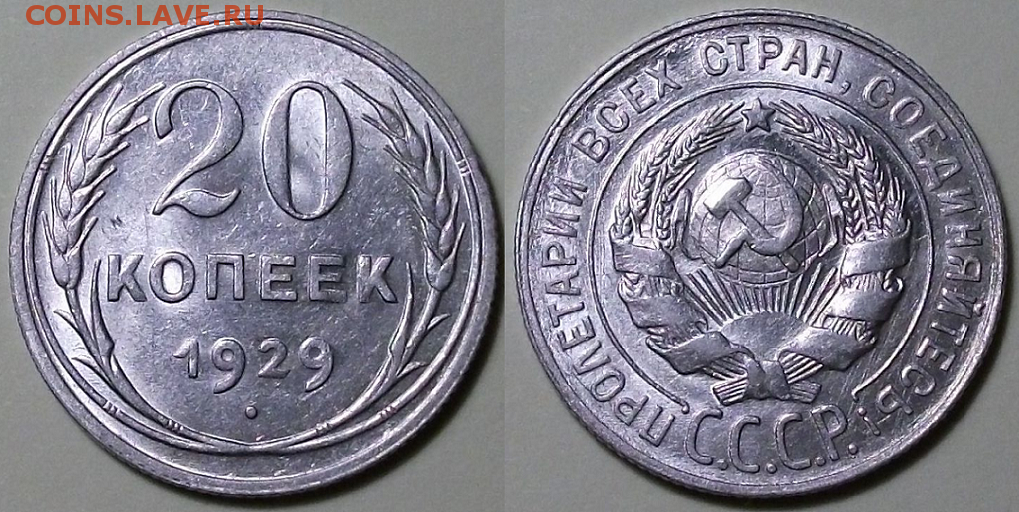 COINS.LAVE.RU
20
КОПЕЕК
1929
ПРОЛЕТАРИИ ВСЕХ СТРАН, СОЕДИНЯЙТЕСЬ!
С.С.С.Р.